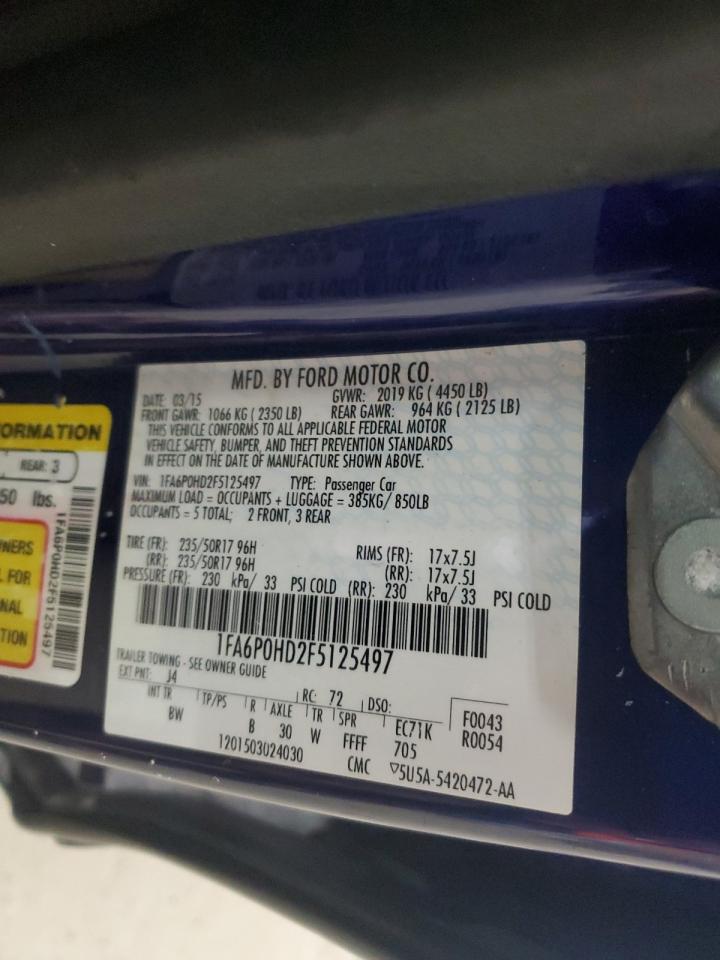 MFD. BY FORD MOTOR CO.
DATE: 03/15 GVWR: 2019 KG ( 4450 LB)
FRONT GAWR: 1066 KG ( 2350 LB) REAR GAWR: 964 KG ( 2125 LB)
THIS VEHICLE CONFORMS TO ALL APPLICABLE FEDERAL MOTOR
VEHICLE SAFETY, BUMPER, AND THEFT PREVENTION STANDARDS
IN EFFECT ON THE DATE OF MANUFACTURE SHOWN ABOVE.
VIN: 1FA6P0HD2F5125497 TYPE: Passenger Car
MAXIMUM LOAD = OCCUPANTS + LUGGAGE = 385KG/ 850LB
OCCUPANTS = 5 TOTAL; 2 FRONT, 3 REAR
TIRE (FR): 235/50R17 96H RIMS (FR): 17x7.5J
(RR): 235/50R17 96H (RR): 17x7.5J
PRESSURE (FR): 230 kPa/ 33 PSI COLD (RR): 230 kPa/ 33 PSI COLD
1FA6P0HD2F5125497
TRAILER TOWING - SEE OWNER GUIDE
EXT PNT: J4 RC: 72 DSO:
INT TR TP/PS R AXLE TR SPR EC71K F0043
BW B 30 W FFFF 705 R0054
1201503024030 CMC ▽5U5A-5420472-AA
ORMATION
REAR: 3
50 lbs.
WNERS
L FOR
NAL
TION
1FA6P0HD2F5125497